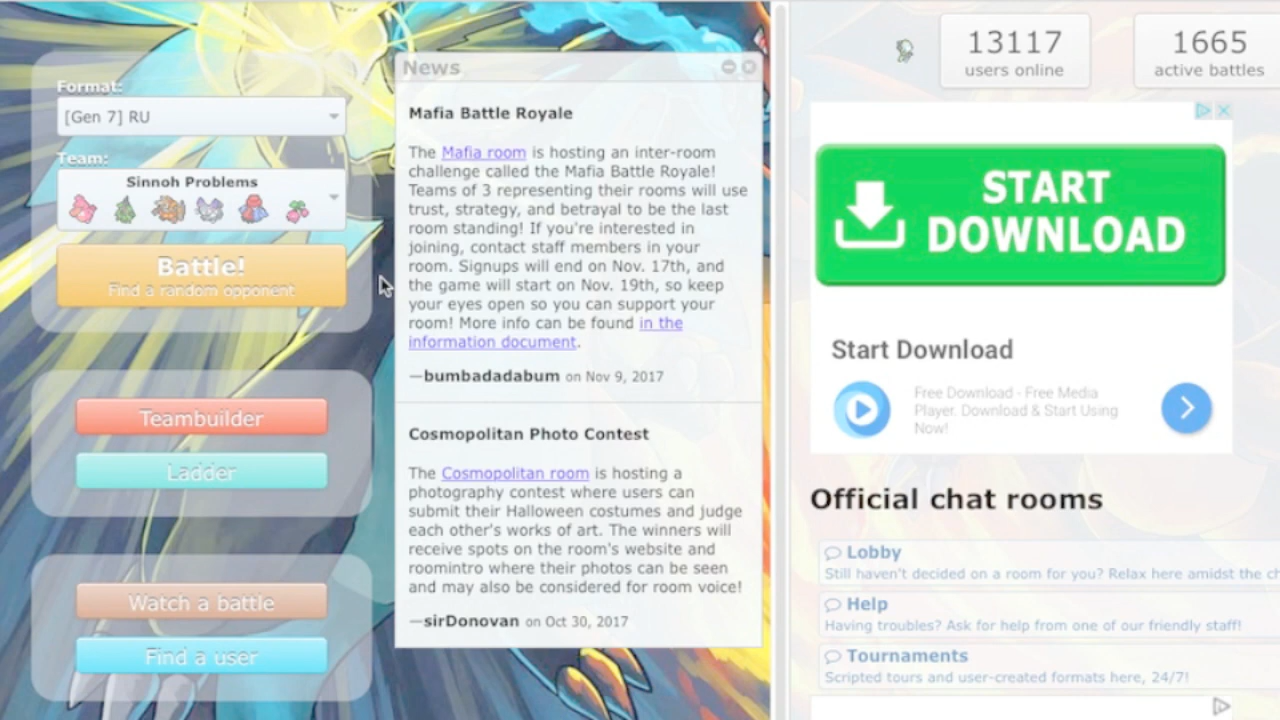 Format:
[Gen 7] RU
Team:
Sinnoh Problems
Battle!
Find a random opponent
Teambuilder
Ladder
Watch a battle
Find a user
News
Mafia Battle Royale
The Mafia room is hosting an inter-room
challenge called the Mafia Battle Royale!
Teams of 3 representing their rooms will use
trust, strategy, and betrayal to be the last
room standing! If you're interested in
joining, contact staff members in your
room. Signups will end on Nov. 17th, and
the game will start on Nov. 19th, so keep
your eyes open so you can support your
room! More info can be found in the
information document.
—bumbadadabum on Nov 9, 2017
Cosmopolitan Photo Contest
The Cosmopolitan room is hosting a
photography contest where users can
submit their Halloween costumes and judge
each other's works of art. The winners will
receive spots on the room's website and
roomintro where their photos can be seen
and may also be considered for room voice!
—sirDonovan on Oct 30, 2017
13117
users online
1665
active battles
START
DOWNLOAD
Start Download
Free Download - Free Media
Player. Download & Start Using
Now!
Official chat rooms
Lobby
Still haven't decided on a room for you? Relax here amidst the ch
Help
Having troubles? Ask for help from one of our friendly staff!
Tournaments
Scripted tours and user-created formats here, 24/7!